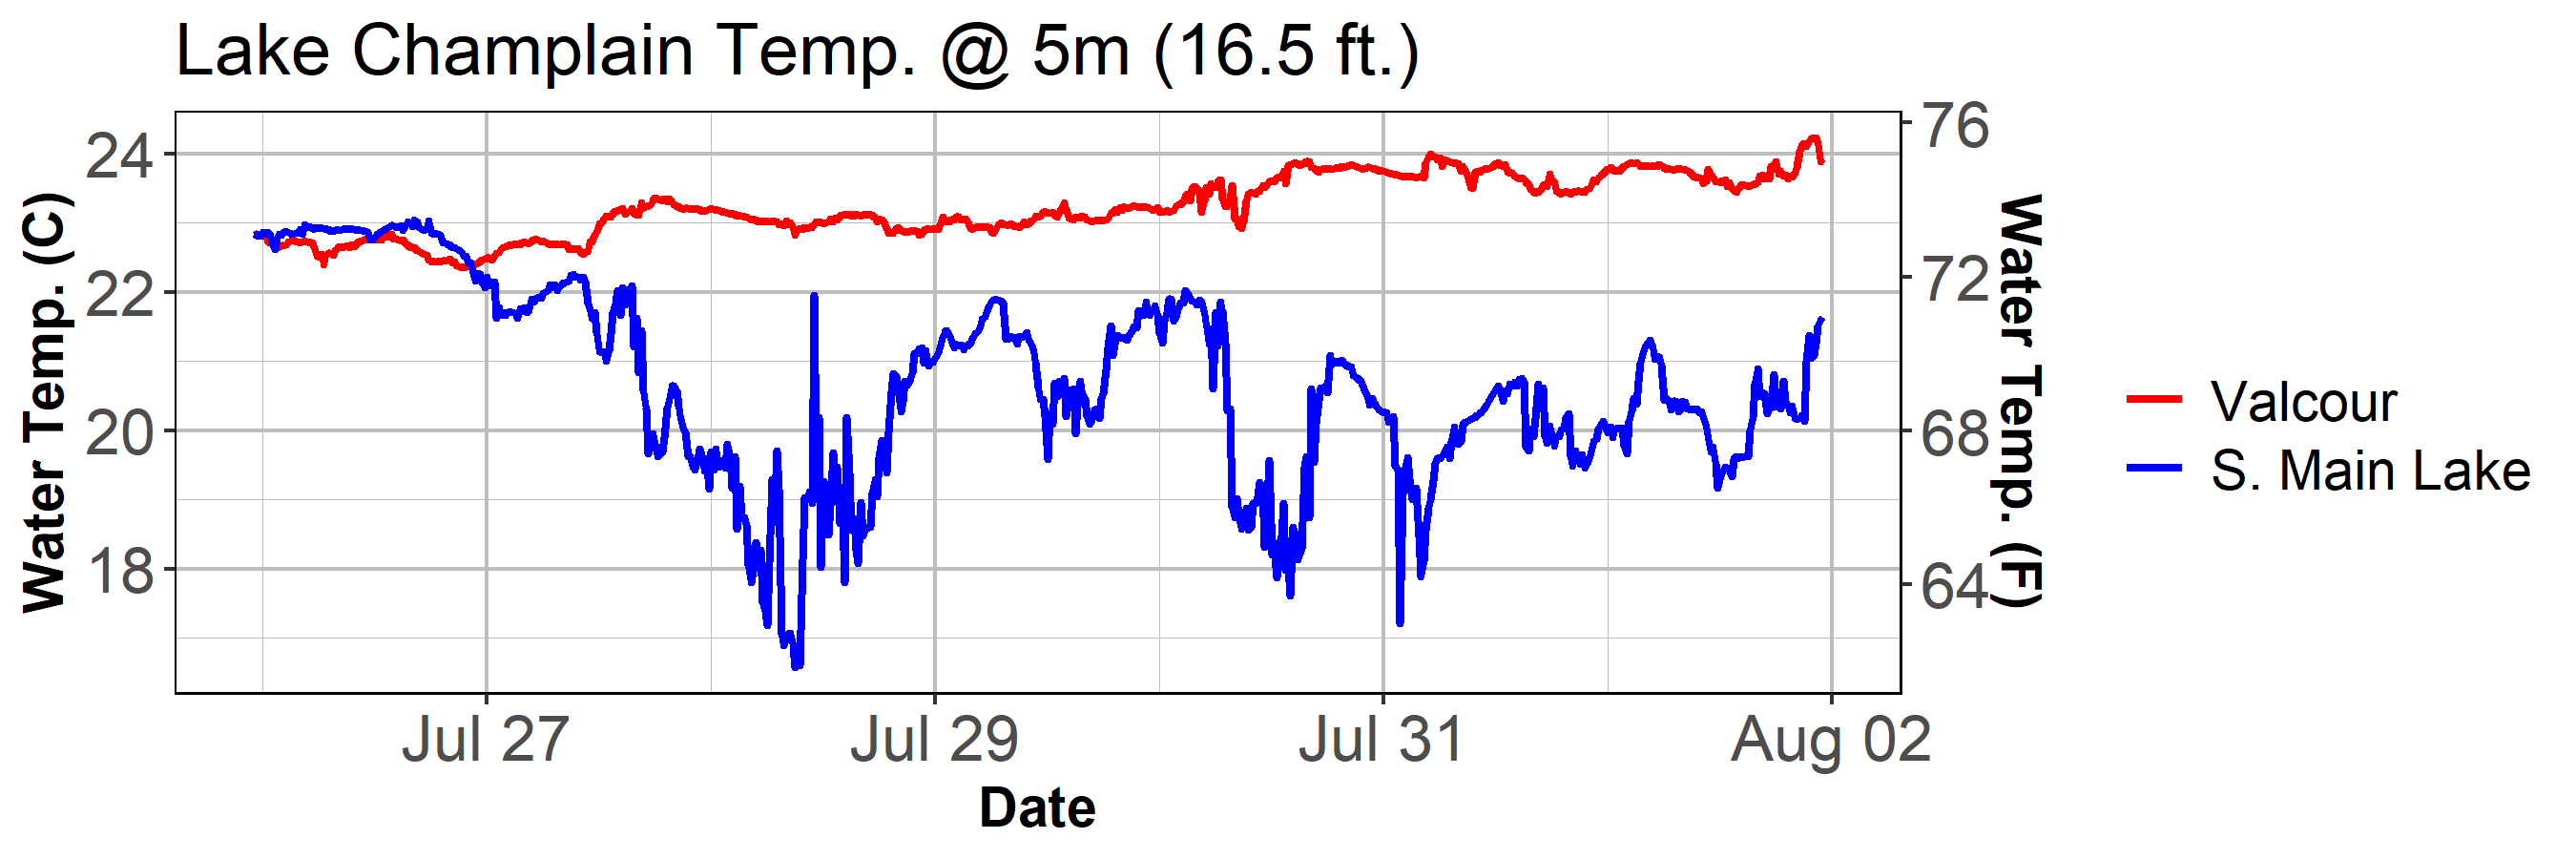 Lake Champlain Temp. @ 5m (16.5 ft.)
Water Temp. (C)
24
22
20
18
76
72
68
64
Water Temp. (F)
Jul 27
Jul 29
Jul 31
Aug 02
Date
Valcour
S. Main Lake